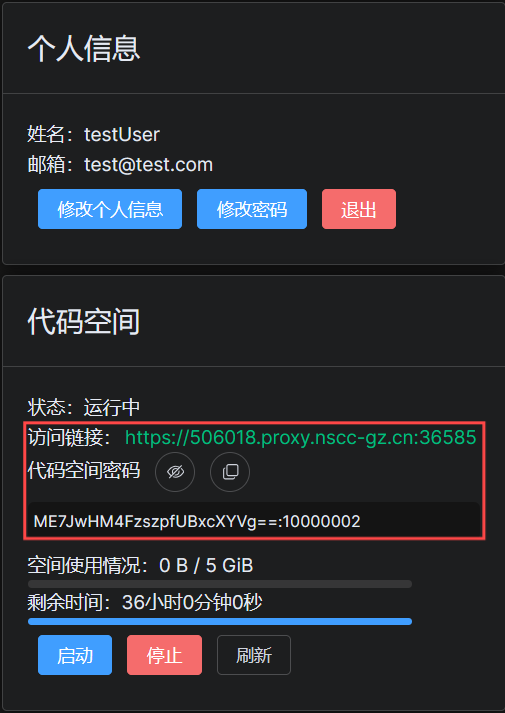 个人信息
姓名：testUser
邮箱：test@test.com
修改个人信息 修改密码 退出
代码空间
状态：运行中
访问链接： https://506018.proxy.nscc-gz.cn:36585
代码空间密码
ME7JwHM4FzszpfUBxcXYVg==:10000002
空间使用情况：0 B / 5 GiB
剩余时间：36小时0分钟0秒
启动 停止 刷新